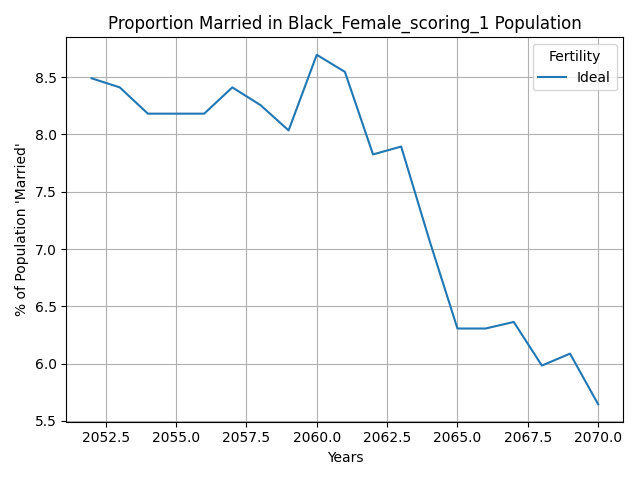 Proportion Married in Black_Female_scoring_1 Population
Fertility
Ideal
% of Population 'Married'
8.5
8.0
7.5
7.0
6.5
6.0
5.5
2052.5 2055.0 2057.5 2060.0 2062.5 2065.0 2067.5 2070.0
Years